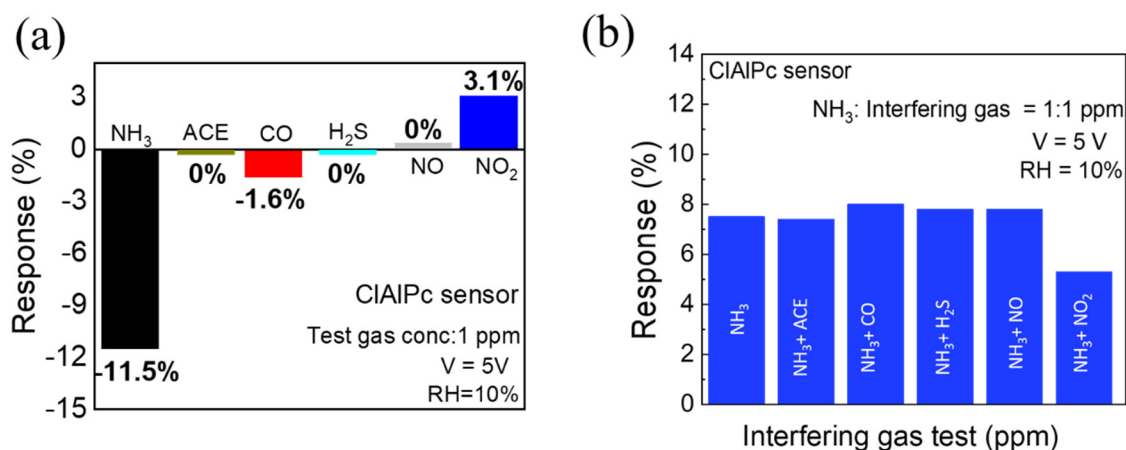 (a)
3
0
-3
-6
-9
-12
-15
Response (%)
NH₃
ACE
CO
H₂S
NO
NO₂
-11.5%
0%
-1.6%
0%
0%
3.1%
ClAlPc sensor
Test gas conc:1 ppm
V = 5V
RH=10%
(b)
14
12
10
8
6
4
2
0
Response (%)
ClAlPc sensor
NH₃: Interfering gas = 1:1 ppm
V = 5 V
RH = 10%
NH₃
NH₃+ ACE
NH₃+ CO
NH₃+ H₂S
NH₃+ NO
NH₃+ NO₂
Interfering gas test (ppm)